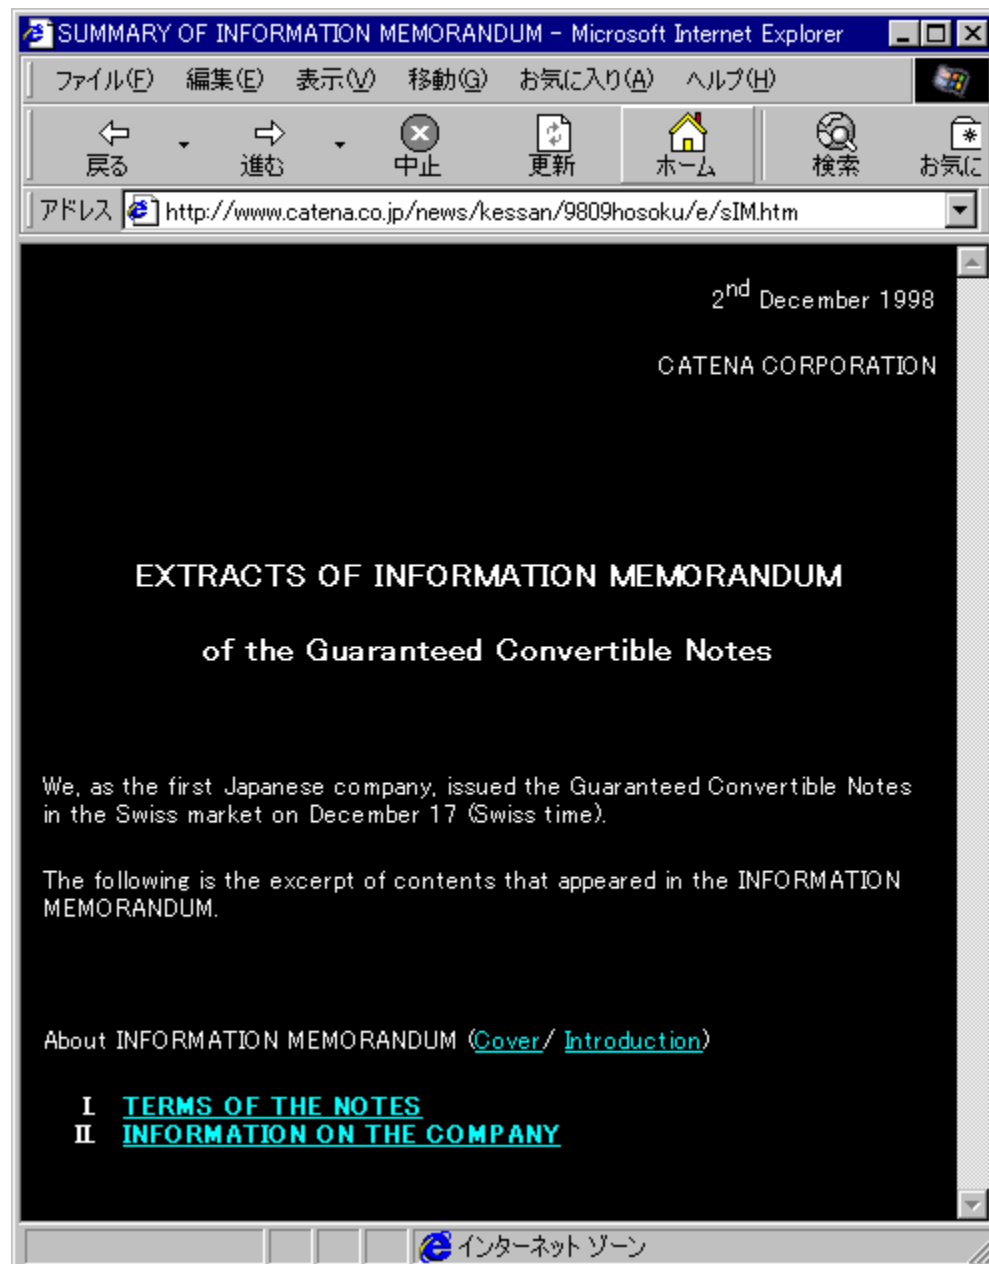 SUMMARY OF INFORMATION MEMORANDUM - Microsoft Internet Explorer
ファイル(F) 編集(E) 表示(V) 移動(G) お気に入り(A) ヘルプ(H)
戻る 進む 中止 更新 ホーム 検索 お気に
アドレス http://www.catena.co.jp/news/kessan/9809hosoku/e/sIM.htm
2nd December 1998
CATENA CORPORATION
EXTRACTS OF INFORMATION MEMORANDUM
of the Guaranteed Convertible Notes
We, as the first Japanese company, issued the Guaranteed Convertible Notes
in the Swiss market on December 17 (Swiss time).
The following is the excerpt of contents that appeared in the INFORMATION
MEMORANDUM.
About INFORMATION MEMORANDUM (Cover/ Introduction)
I. TERMS OF THE NOTES
II. INFORMATION ON THE COMPANY
インターネット ゾーン